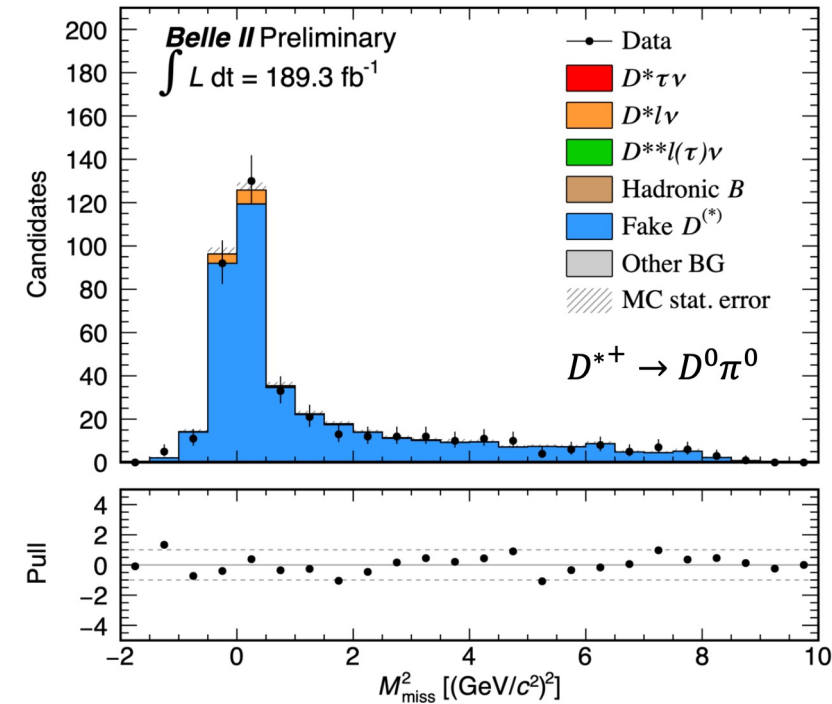 Belle II Preliminary
∫ L dt = 189.3 fb⁻¹
Data
D*τν
D*lν
D**l(τ)ν
Hadronic B
Fake D⁽*⁾
Other BG
MC stat. error
D*⁺ → D⁰π⁰
Candidates
200
180
160
140
120
100
80
60
40
20
0
Pull
4
2
0
−2
−4
−2 0 2 4 6 8 10
M²miss [(GeV/c²)²]